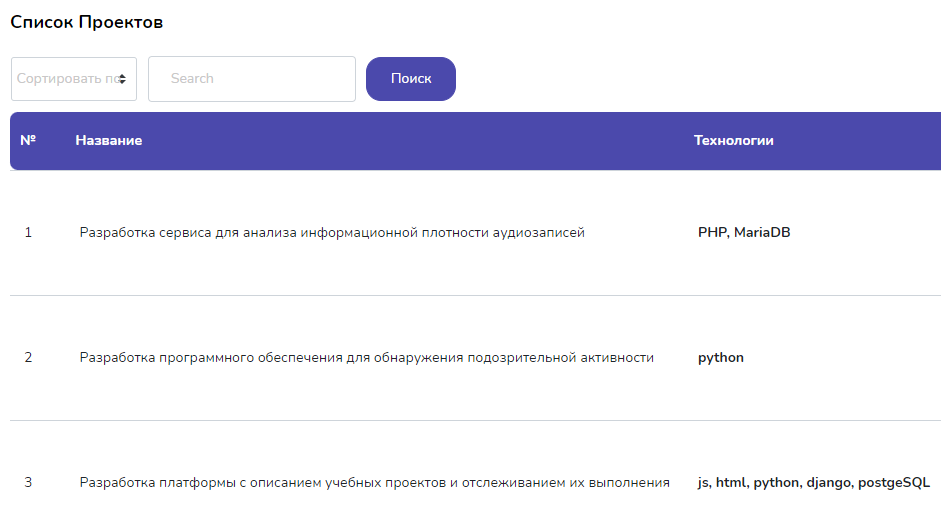 Список Проектов
Сортировать по Search Поиск
№ Название Технологии
1 Разработка сервиса для анализа информационной плотности аудиозаписей PHP, MariaDB
2 Разработка программного обеспечения для обнаружения подозрительной активности python
3 Разработка платформы с описанием учебных проектов и отслеживанием их выполнения js, html, python, django, postgeSQL